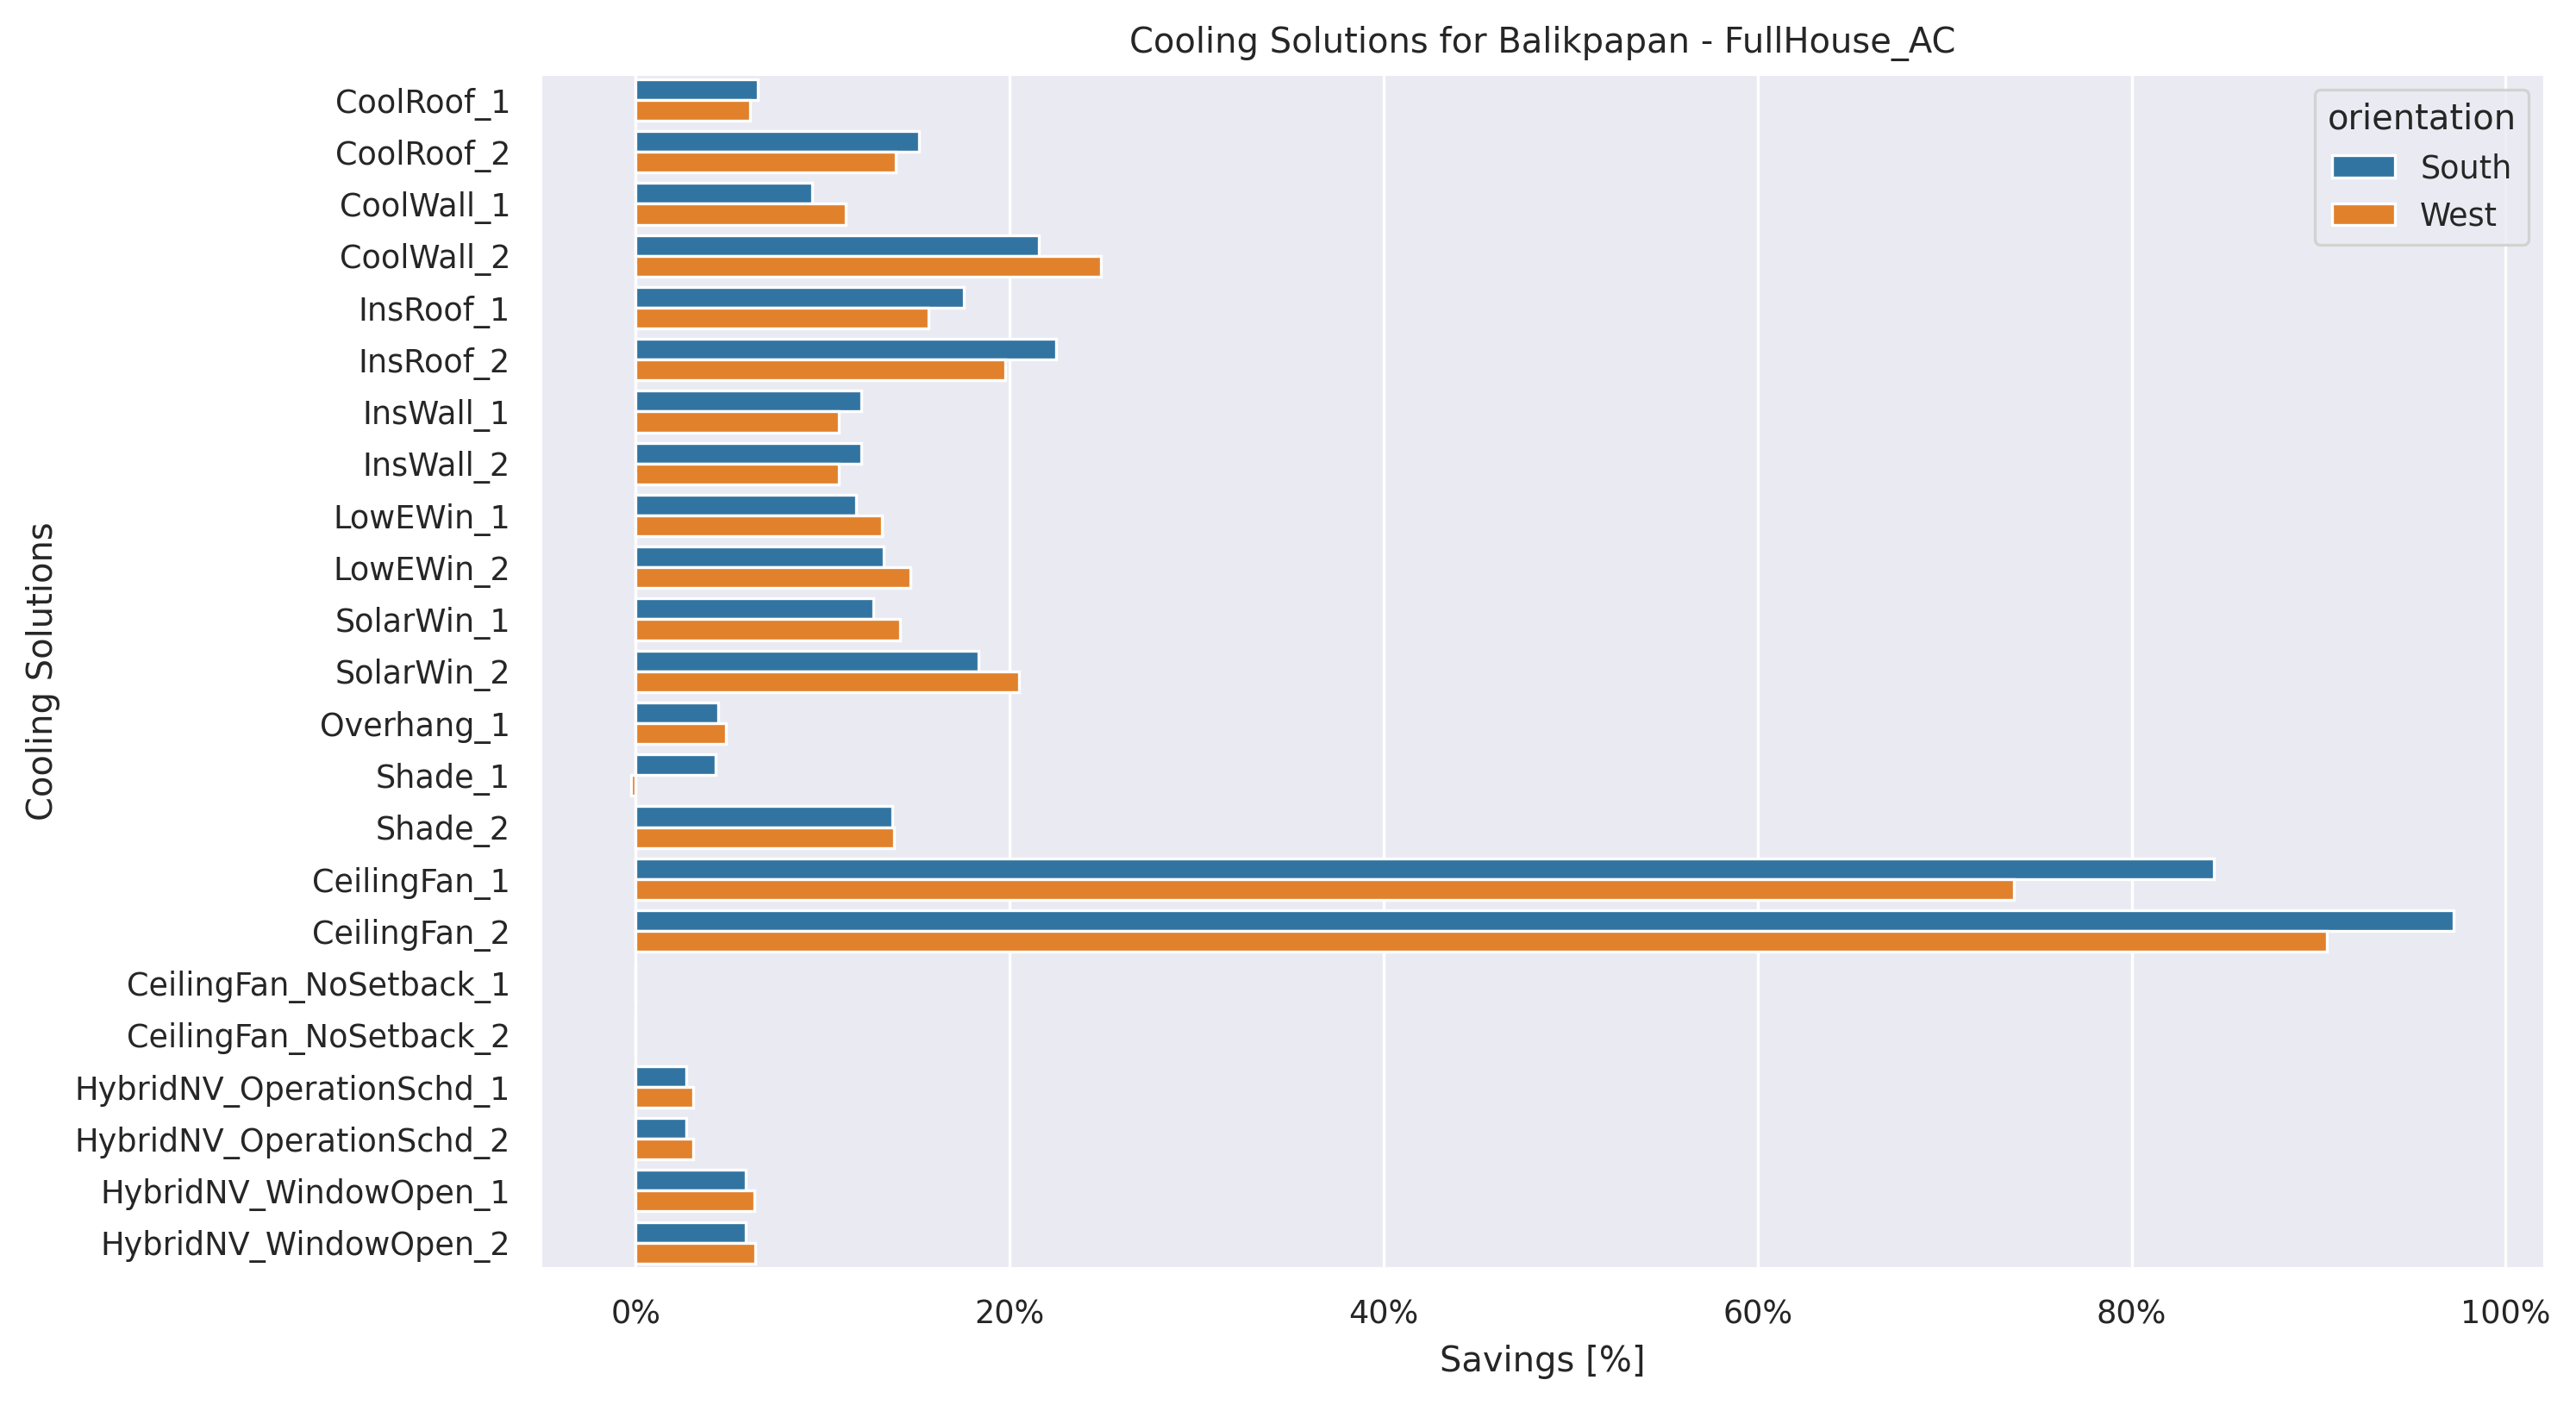 Cooling Solutions for Balikpapan - FullHouse_AC
orientation
South
West
Cooling Solutions
CoolRoof_1
CoolRoof_2
CoolWall_1
CoolWall_2
InsRoof_1
InsRoof_2
InsWall_1
InsWall_2
LowEWin_1
LowEWin_2
SolarWin_1
SolarWin_2
Overhang_1
Shade_1
Shade_2
CeilingFan_1
CeilingFan_2
CeilingFan_NoSetback_1
CeilingFan_NoSetback_2
HybridNV_OperationSchd_1
HybridNV_OperationSchd_2
HybridNV_WindowOpen_1
HybridNV_WindowOpen_2
0% 20% 40% 60% 80% 100%
Savings [%]